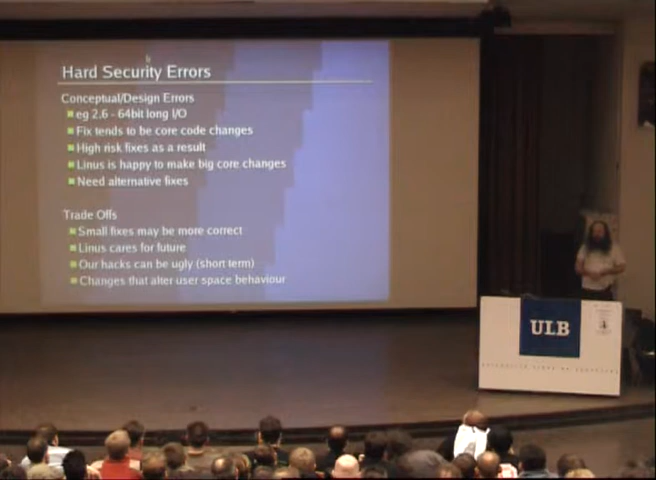 Hard Security Errors
Conceptual/Design Errors
eg 2.6 - 64bit long I/O
Fix tends to be core code changes
High risk fixes as a result
Linus is happy to make big core changes
Need alternative fixes
Trade Offs
Small fixes may be more correct
Linus cares for future
Our hacks can be ugly (short term)
Changes that alter user space behaviour
ULB